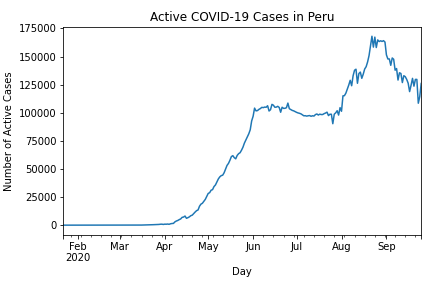 Active COVID-19 Cases in Peru
175000
150000
125000
100000
75000
50000
25000
0
Number of Active Cases
Feb Mar Apr May Jun Jul Aug Sep
2020
Day